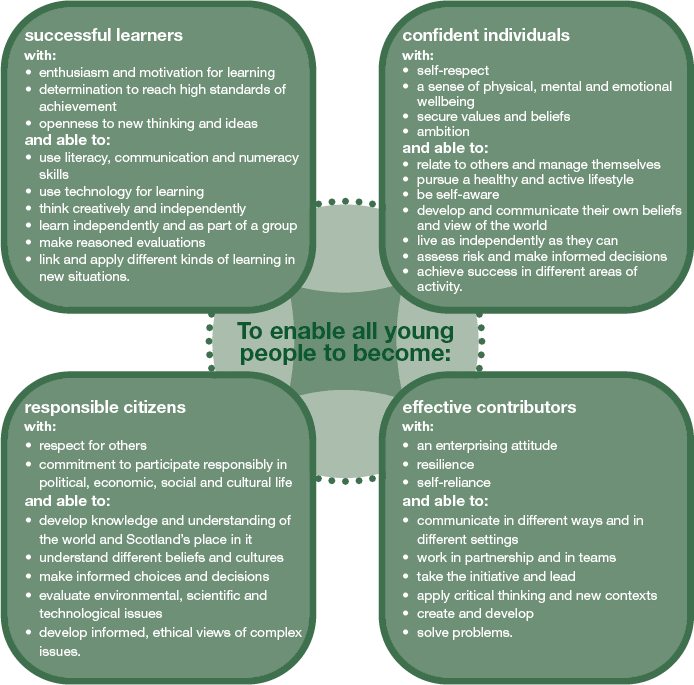 successful learners
with:
• enthusiasm and motivation for learning
• determination to reach high standards of
achievement
• openness to new thinking and ideas
and able to:
• use literacy, communication and numeracy
skills
• use technology for learning
• think creatively and independently
• learn independently and as part of a group
• make reasoned evaluations
• link and apply different kinds of learning in
new situations.
confident individuals
with:
• self-respect
• a sense of physical, mental and emotional
wellbeing
• secure values and beliefs
• ambition
and able to:
• relate to others and manage themselves
• pursue a healthy and active lifestyle
• be self-aware
• develop and communicate their own beliefs
and view of the world
• live as independently as they can
• assess risk and make informed decisions
• achieve success in different areas of
activity.
To enable all young
people to become:
responsible citizens
with:
• respect for others
• commitment to participate responsibly in
political, economic, social and cultural life
and able to:
• develop knowledge and understanding of
the world and Scotland's place in it
• understand different beliefs and cultures
• make informed choices and decisions
• evaluate environmental, scientific and
technological issues
• develop informed, ethical views of complex
issues.
effective contributors
with:
• an enterprising attitude
• resilience
• self-reliance
and able to:
• communicate in different ways and in
different settings
• work in partnership and in teams
• take the initiative and lead
• apply critical thinking and new contexts
• create and develop
• solve problems.